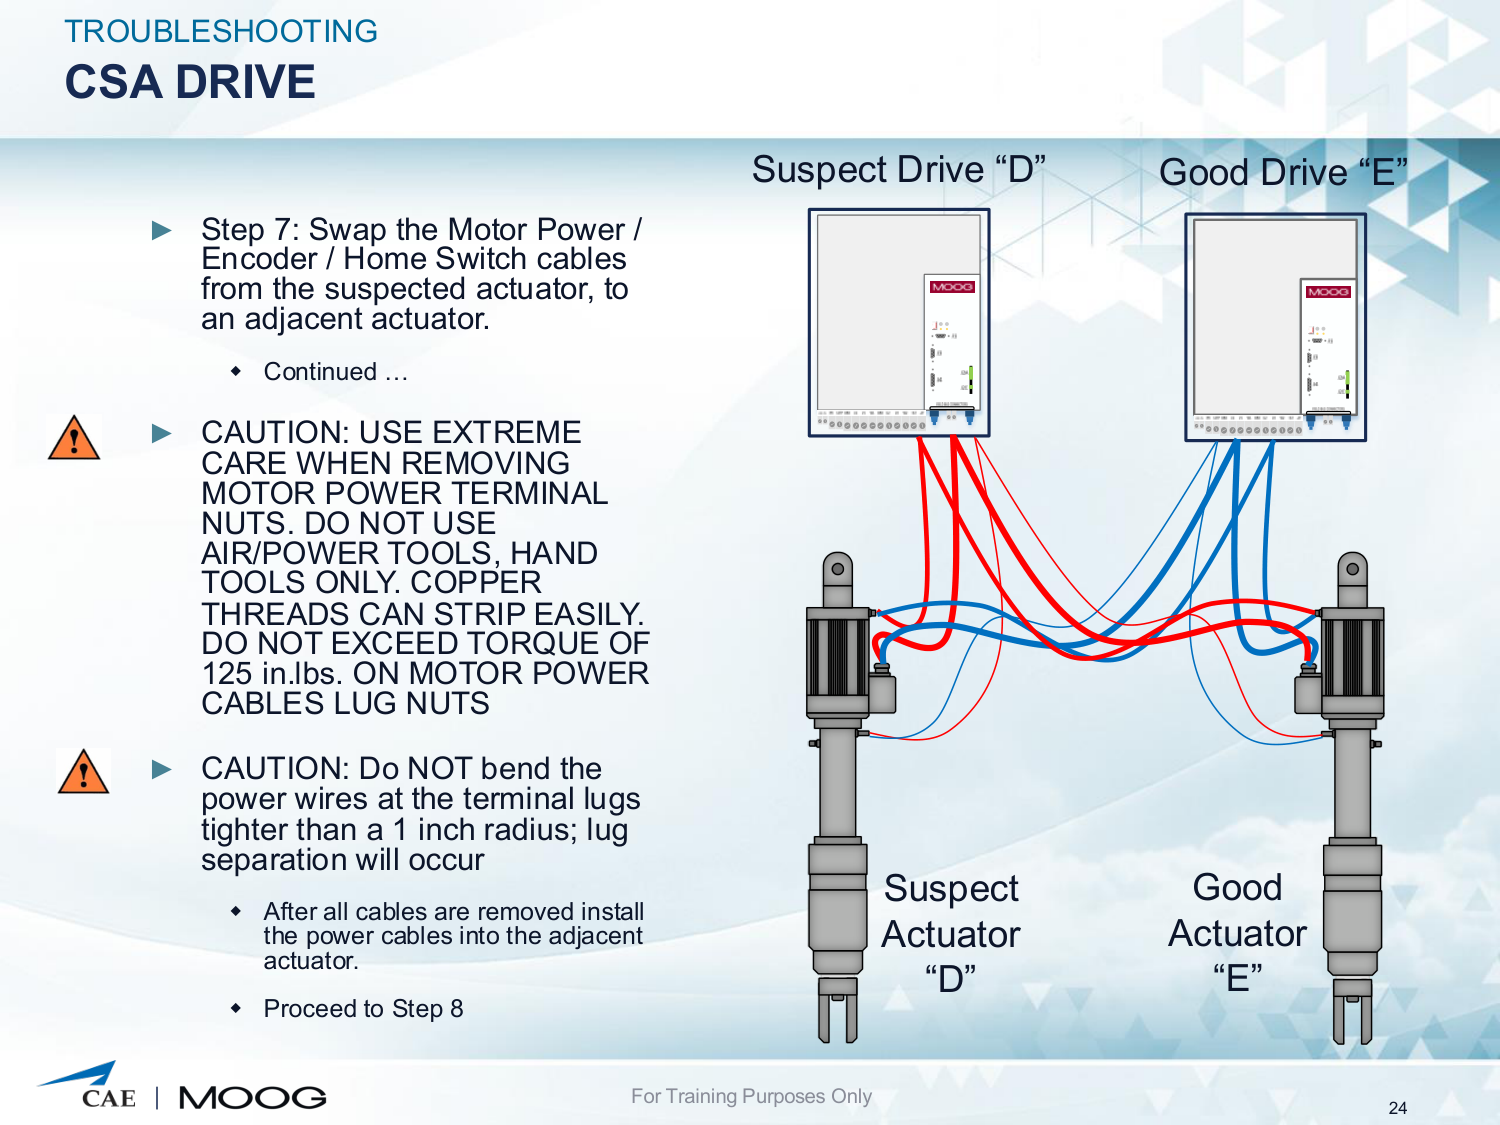 TROUBLESHOOTING
CSA DRIVE
Suspect Drive “D”
Good Drive “E”
► Step 7: Swap the Motor Power /
Encoder / Home Switch cables
from the suspected actuator, to
an adjacent actuator.
◆ Continued …
► CAUTION: USE EXTREME
CARE WHEN REMOVING
MOTOR POWER TERMINAL
NUTS. DO NOT USE
AIR/POWER TOOLS, HAND
TOOLS ONLY. COPPER
THREADS CAN STRIP EASILY.
DO NOT EXCEED TORQUE OF
125 in.lbs. ON MOTOR POWER
CABLES LUG NUTS
► CAUTION: Do NOT bend the
power wires at the terminal lugs
tighter than a 1 inch radius; lug
separation will occur
◆ After all cables are removed install
the power cables into the adjacent
actuator.
◆ Proceed to Step 8
MOOG
MOOG
!
!
Suspect
Actuator
“D”
Good
Actuator
“E”
CAE | MOOG
For Training Purposes Only
24